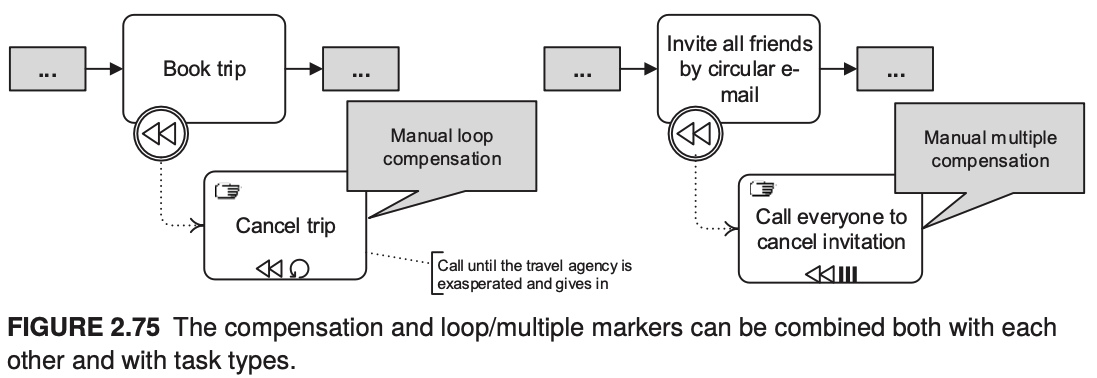 ...
Book trip
...
Manual loop
compensation
Cancel trip
Call until the travel agency is
exasperated and gives in
...
Invite all friends
by circular e-
mail
...
Manual multiple
compensation
Call everyone to
cancel invitation
FIGURE 2.75 The compensation and loop/multiple markers can be combined both with each
other and with task types.